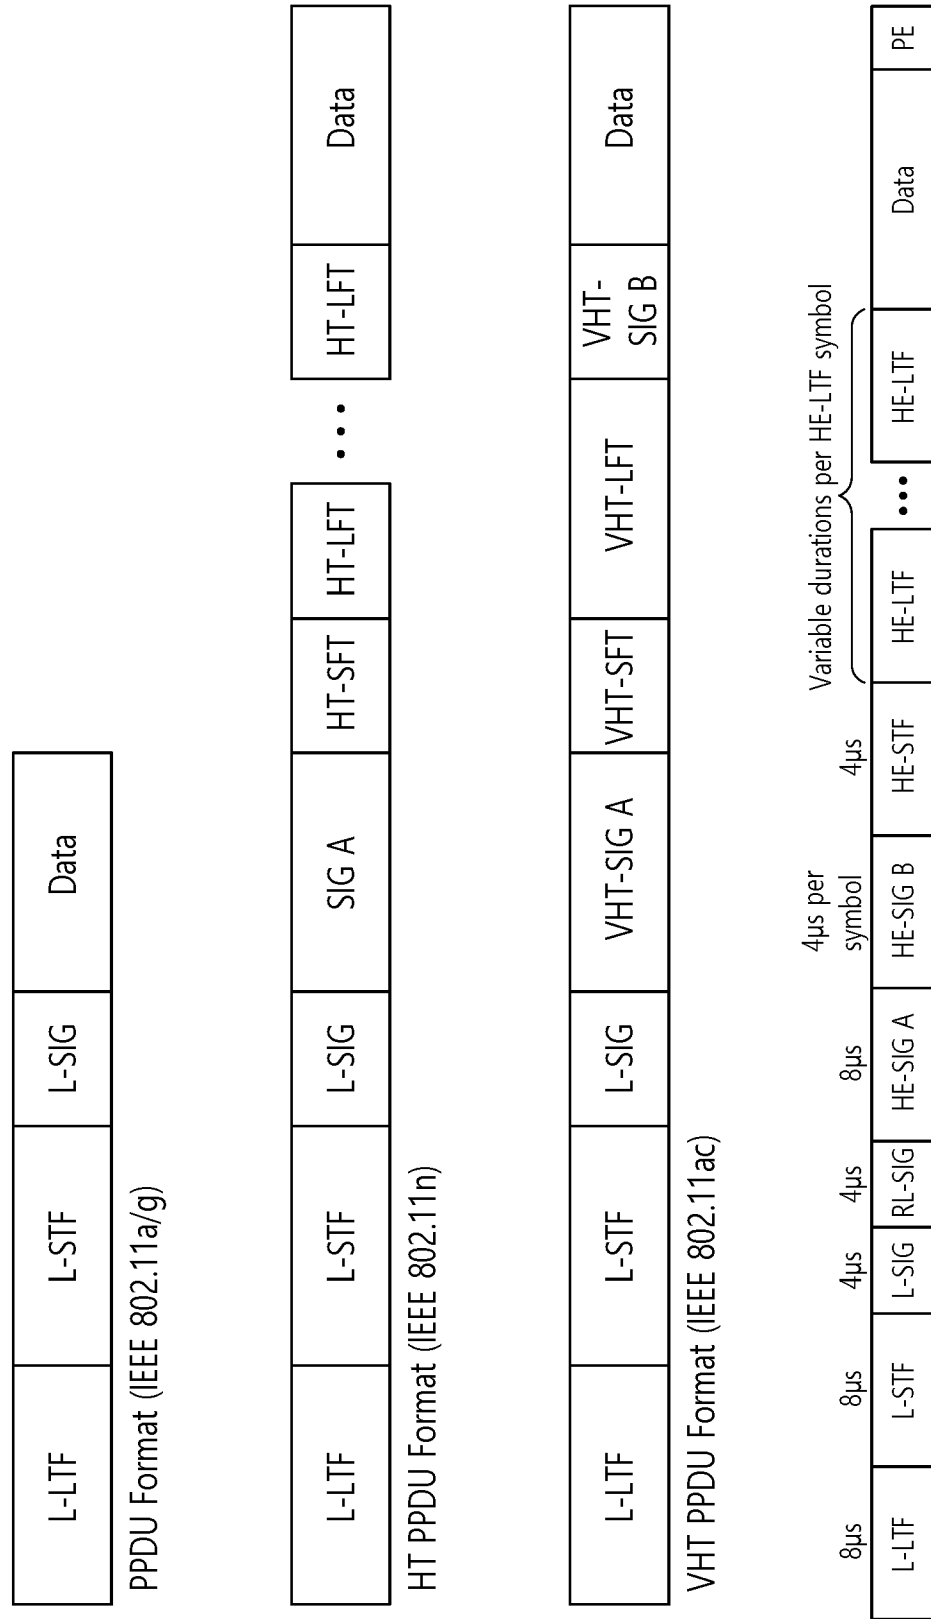 L-LTF
L-STF
L-SIG
Data
PPDU Format (IEEE 802.11a/g)
L-LTF
L-STF
L-SIG
SIG A
HT-SFT
HT-LFT
•••
HT-LFT
Data
HT PPDU Format (IEEE 802.11n)
L-LTF
L-STF
L-SIG
VHT-SIG A
VHT-SFT
VHT-LFT
VHT-
SIG B
Data
VHT PPDU Format (IEEE 802.11ac)
8μs
8μs
4μs
4μs
8μs
4μs per
symbol
4μs
Variable durations per HE-LTF symbol
L-LTF
L-STF
L-SIG
RL-SIG
HE-SIG A
HE-SIG B
HE-STF
HE-LTF
•••
HE-LTF
Data
PE